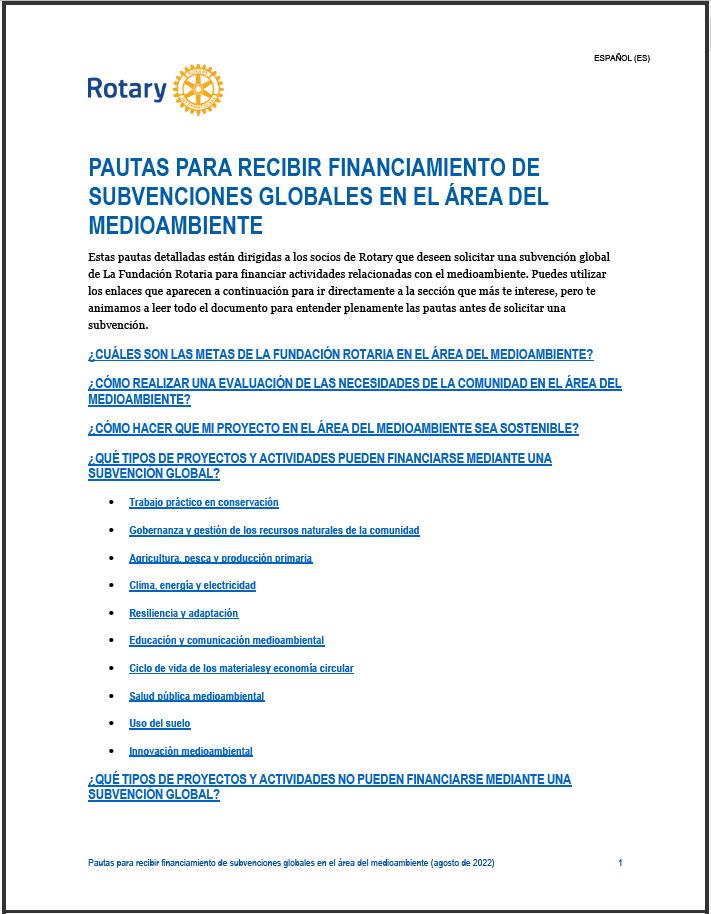 ESPAÑOL (ES)
Rotary
ROTARY
INTERNATIONAL
PAUTAS PARA RECIBIR FINANCIAMIENTO DE
SUBVENCIONES GLOBALES EN EL ÁREA DEL
MEDIOAMBIENTE
Estas pautas detalladas están dirigidas a los socios de Rotary que deseen solicitar una subvención global
de La Fundación Rotaria para financiar actividades relacionadas con el medioambiente. Puedes utilizar
los enlaces que aparecen a continuación para ir directamente a la sección que más te interese, pero te
animamos a leer todo el documento para entender plenamente las pautas antes de solicitar una
subvención.
¿CUÁLES SON LAS METAS DE LA FUNDACIÓN ROTARIA EN EL ÁREA DEL MEDIOAMBIENTE?
¿CÓMO REALIZAR UNA EVALUACIÓN DE LAS NECESIDADES DE LA COMUNIDAD EN EL ÁREA DEL
MEDIOAMBIENTE?
¿CÓMO HACER QUE MI PROYECTO EN EL ÁREA DEL MEDIOAMBIENTE SEA SOSTENIBLE?
¿QUÉ TIPOS DE PROYECTOS Y ACTIVIDADES PUEDEN FINANCIARSE MEDIANTE UNA
SUBVENCIÓN GLOBAL?
• Trabajo práctico en conservación
• Gobernanza y gestión de los recursos naturales de la comunidad
• Agricultura, pesca y producción primaria
• Clima, energía y electricidad
• Resiliencia y adaptación
• Educación y comunicación medioambiental
• Ciclo de vida de los materialesy economía circular
• Salud pública medioambiental
• Uso del suelo
• Innovación medioambiental
¿QUÉ TIPOS DE PROYECTOS Y ACTIVIDADES NO PUEDEN FINANCIARSE MEDIANTE UNA
SUBVENCIÓN GLOBAL?
Pautas para recibir financiamiento de subvenciones globales en el área del medioambiente (agosto de 2022) 1